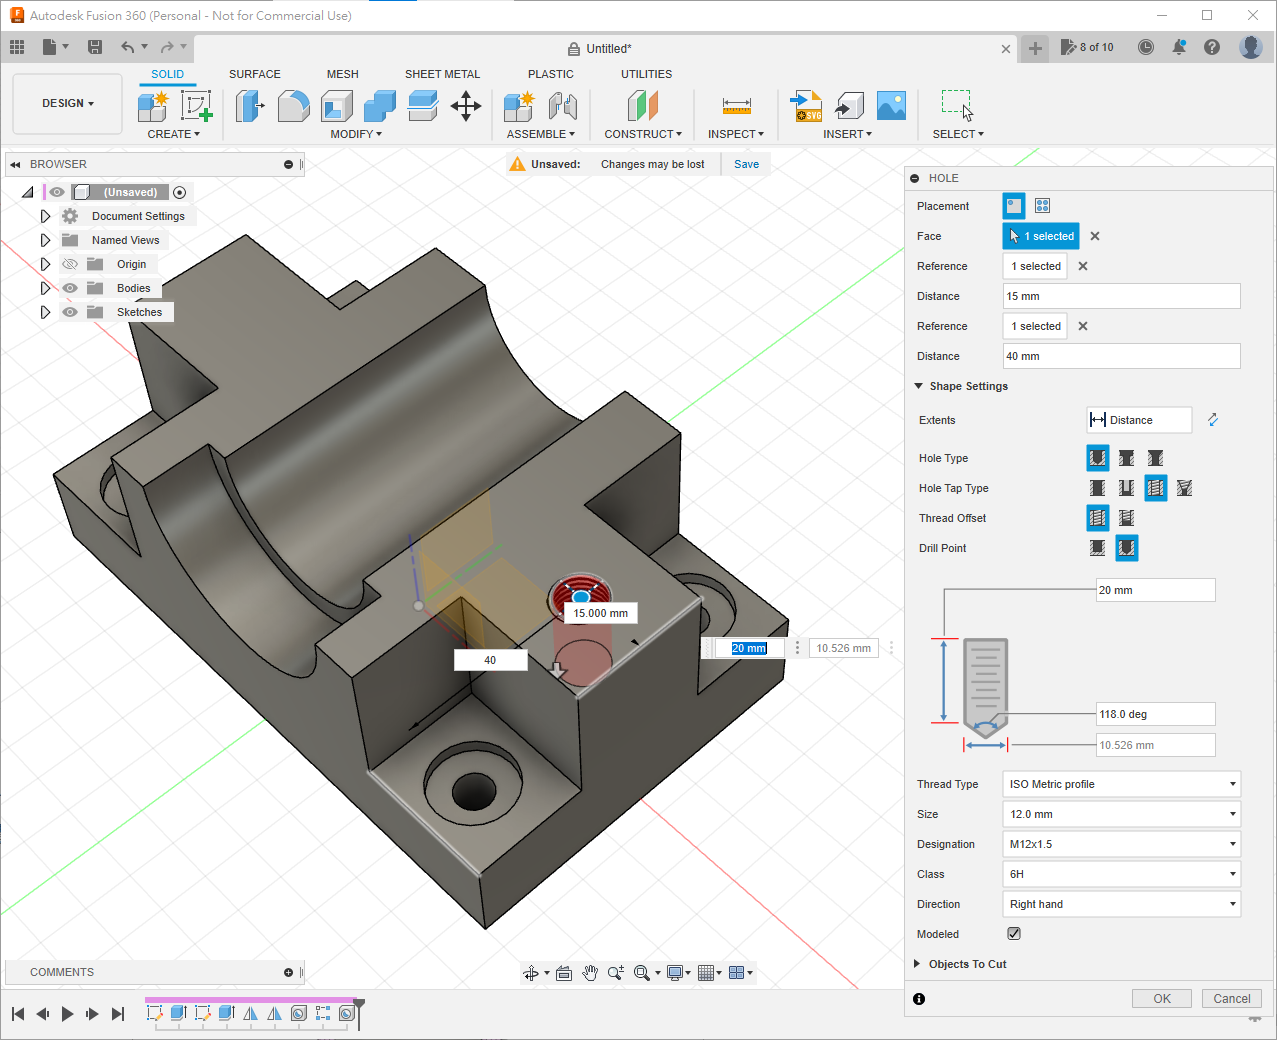 Autodesk Fusion 360 (Personal - Not for Commercial Use)
Untitled*
8 of 10
DESIGN
SOLID
SURFACE
MESH
SHEET METAL
PLASTIC
UTILITIES
CREATE
MODIFY
ASSEMBLE
CONSTRUCT
INSPECT
SVG
INSERT
SELECT
BROWSER
Unsaved: Changes may be lost
Save
(Unsaved)
Document Settings
Named Views
Origin
Bodies
Sketches
15.000 mm
40
20 mm
10.526 mm
HOLE
Placement
Face 1 selected
Reference 1 selected
Distance 15 mm
Reference 1 selected
Distance 40 mm
Shape Settings
Extents Distance
Hole Type
Hole Tap Type
Thread Offset
Drill Point
20 mm
118.0 deg
10.526 mm
Thread Type ISO Metric profile
Size 12.0 mm
Designation M12x1.5
Class 6H
Direction Right hand
Modeled
Objects To Cut
OK
Cancel
COMMENTS